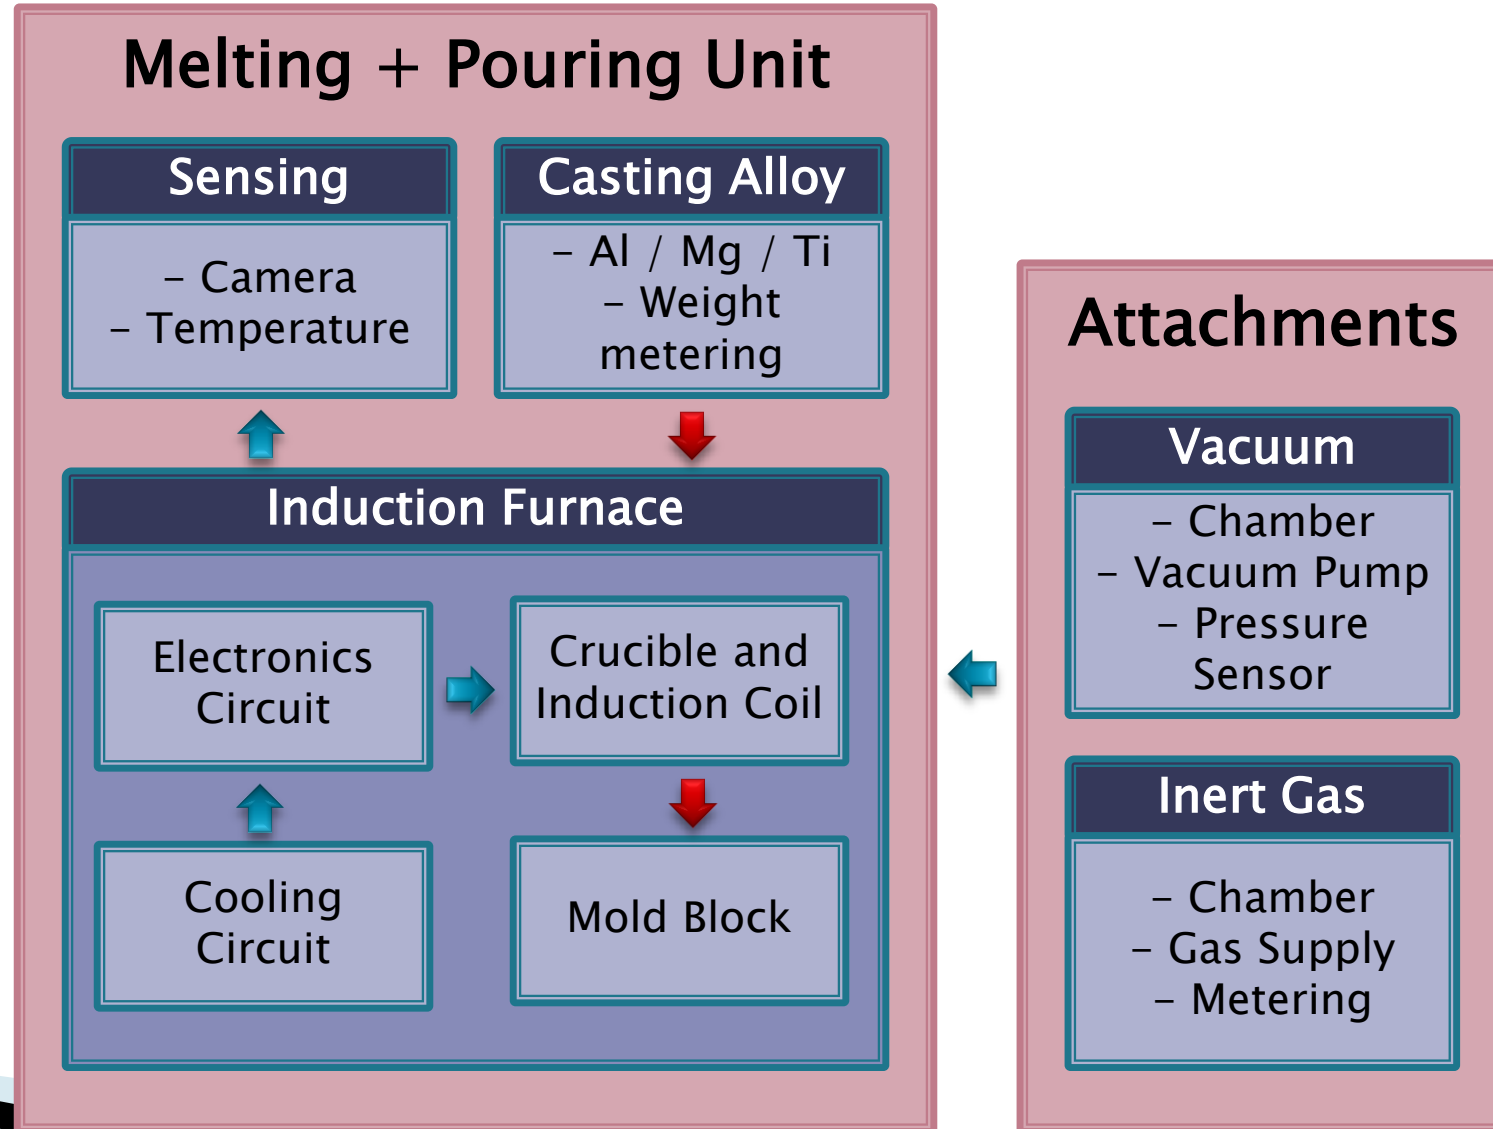 Melting + Pouring Unit
Sensing
– Camera
– Temperature
Casting Alloy
– Al / Mg / Ti
– Weight
metering
Induction Furnace
Electronics
Circuit
Crucible and
Induction Coil
Cooling
Circuit
Mold Block
Attachments
Vacuum
– Chamber
– Vacuum Pump
– Pressure
Sensor
Inert Gas
– Chamber
– Gas Supply
– Metering